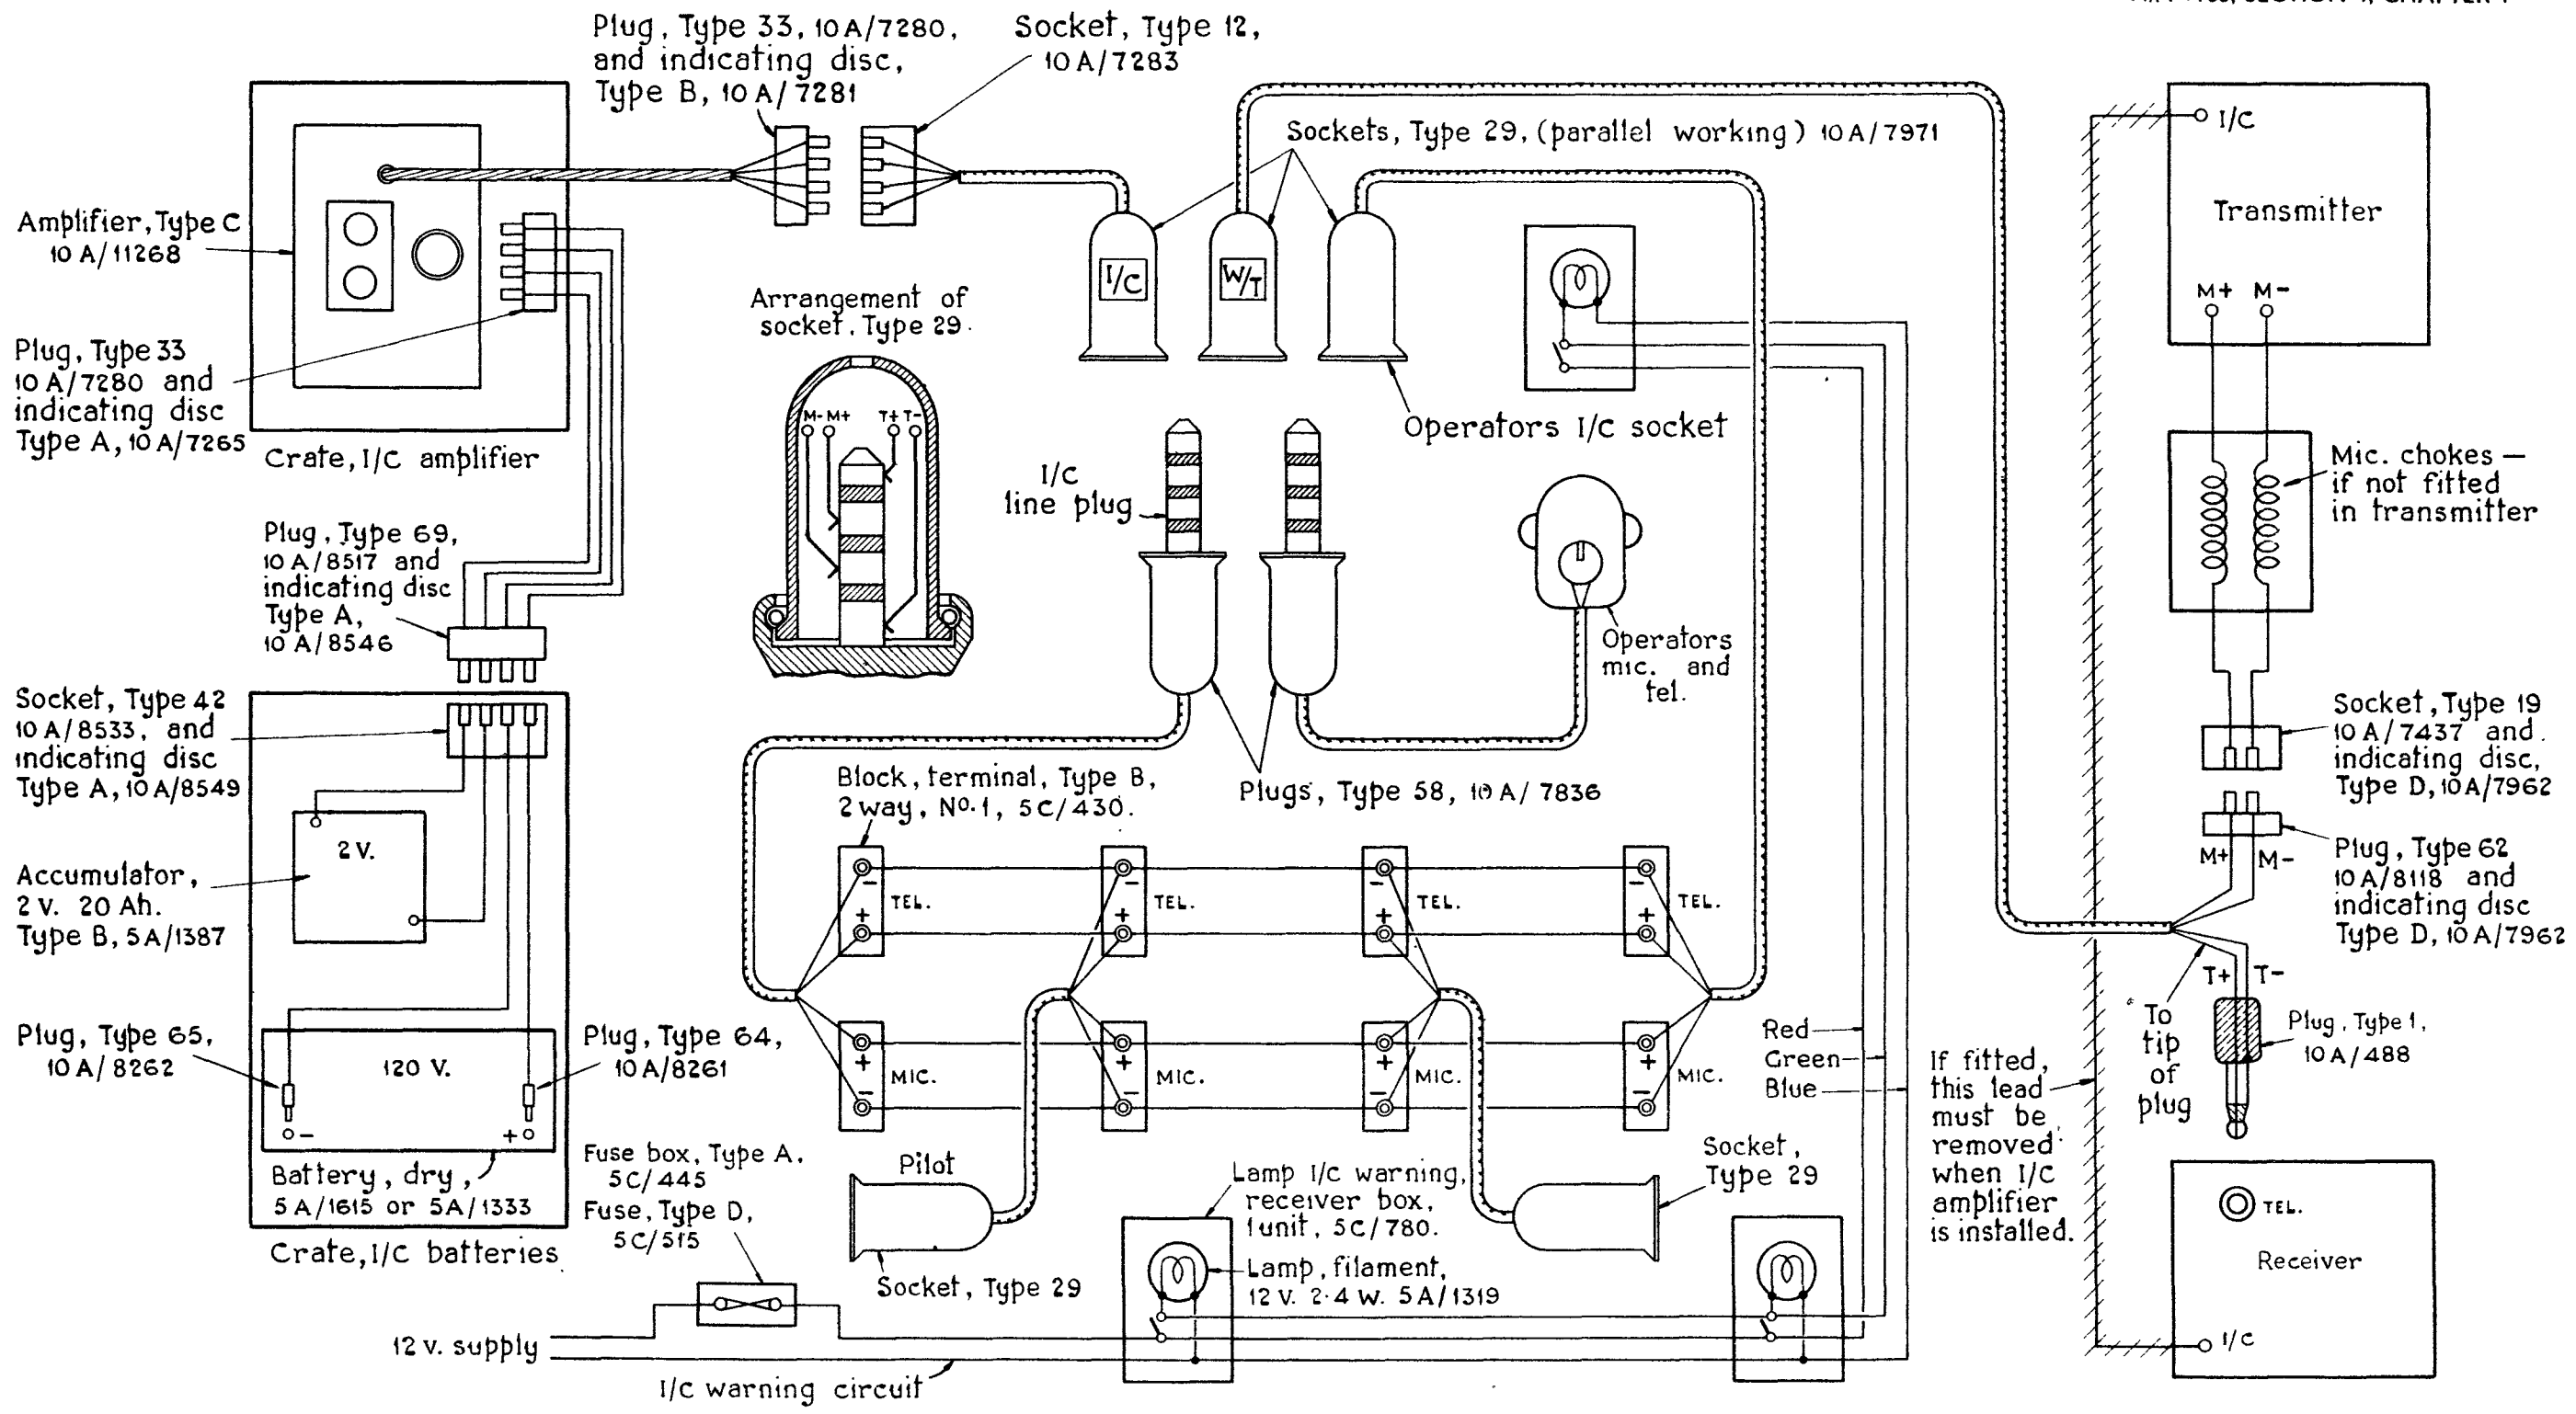 SECTION
Plug, Type 33, 10A/7280,
and indicating disc,
Type B, 10A/7281
Socket, Type 12,
10A/7283
Sockets, Type 29, (parallel working) 10A/7971
I/C
Transmitter
M+ M-
Amplifier, Type C
10A/11268
Plug, Type 33
10A/7280 and
indicating disc
Type A, 10A/7265
Crate, I/C amplifier
Arrangement of
socket, Type 29.
M- M+ T+ T-
I/C
W/T
Operators I/C socket
I/C
line plug
Mic. chokes —
if not fitted
in transmitter
Plug, Type 69,
10A/8517 and
indicating disc
Type A,
10A/8546
Operators
mic. and
tel.
Socket, Type 42
10A/8533, and
indicating disc
Type A, 10A/8549
Socket, Type 19
10A/7437 and
indicating disc,
Type D, 10A/7962
Block, terminal, Type B,
2 way, No.1, 5C/430.
Plugs, Type 58, 10A/7836
2V.
Accumulator,
2V. 20 Ah.
Type B, 5A/1387
M+ M-
Plug, Type 62
10A/8118 and
indicating disc
Type D, 10A/7962
- - - -
TEL. TEL. TEL. TEL.
+ + + +
T+ T-
To
tip
of
plug
Plug, Type 1,
10A/488
Plug, Type 65,
10A/8262
120 V.
Plug, Type 64,
10A/8261
- +
+ + + +
MIC. MIC. MIC. MIC.
- - - -
Red
Green
Blue
If fitted,
this lead
must be
removed
when I/C
amplifier
is installed.
Battery, dry,
5A/1615 or 5A/1333
Crate, I/C batteries
Fuse box, Type A.
5C/445
Fuse, Type D,
5C/515
Pilot
Socket, Type 29
Lamp I/C warning,
receiver box,
1unit, 5C/780.
Lamp, filament,
12 V. 2·4 W. 5A/1319
Socket,
Type 29
TEL.
Receiver
I/C
12 v. supply
I/C warning circuit